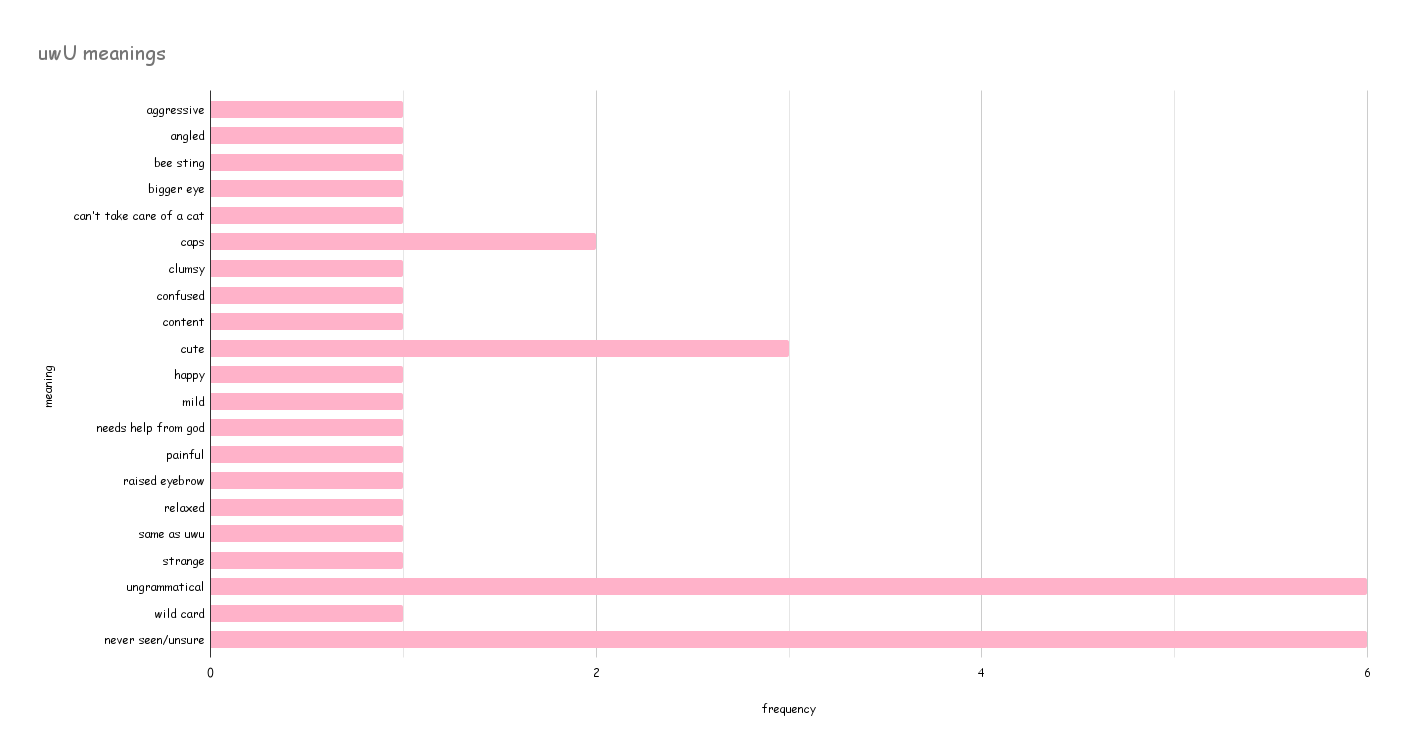 uwU meanings
aggressive
angled
bee sting
bigger eye
can't take care of a cat
caps
clumsy
confused
content
cute
happy
mild
needs help from god
painful
raised eyebrow
relaxed
same as uwu
strange
ungrammatical
wild card
never seen/unsure
meaning
0 2 4 6
frequency